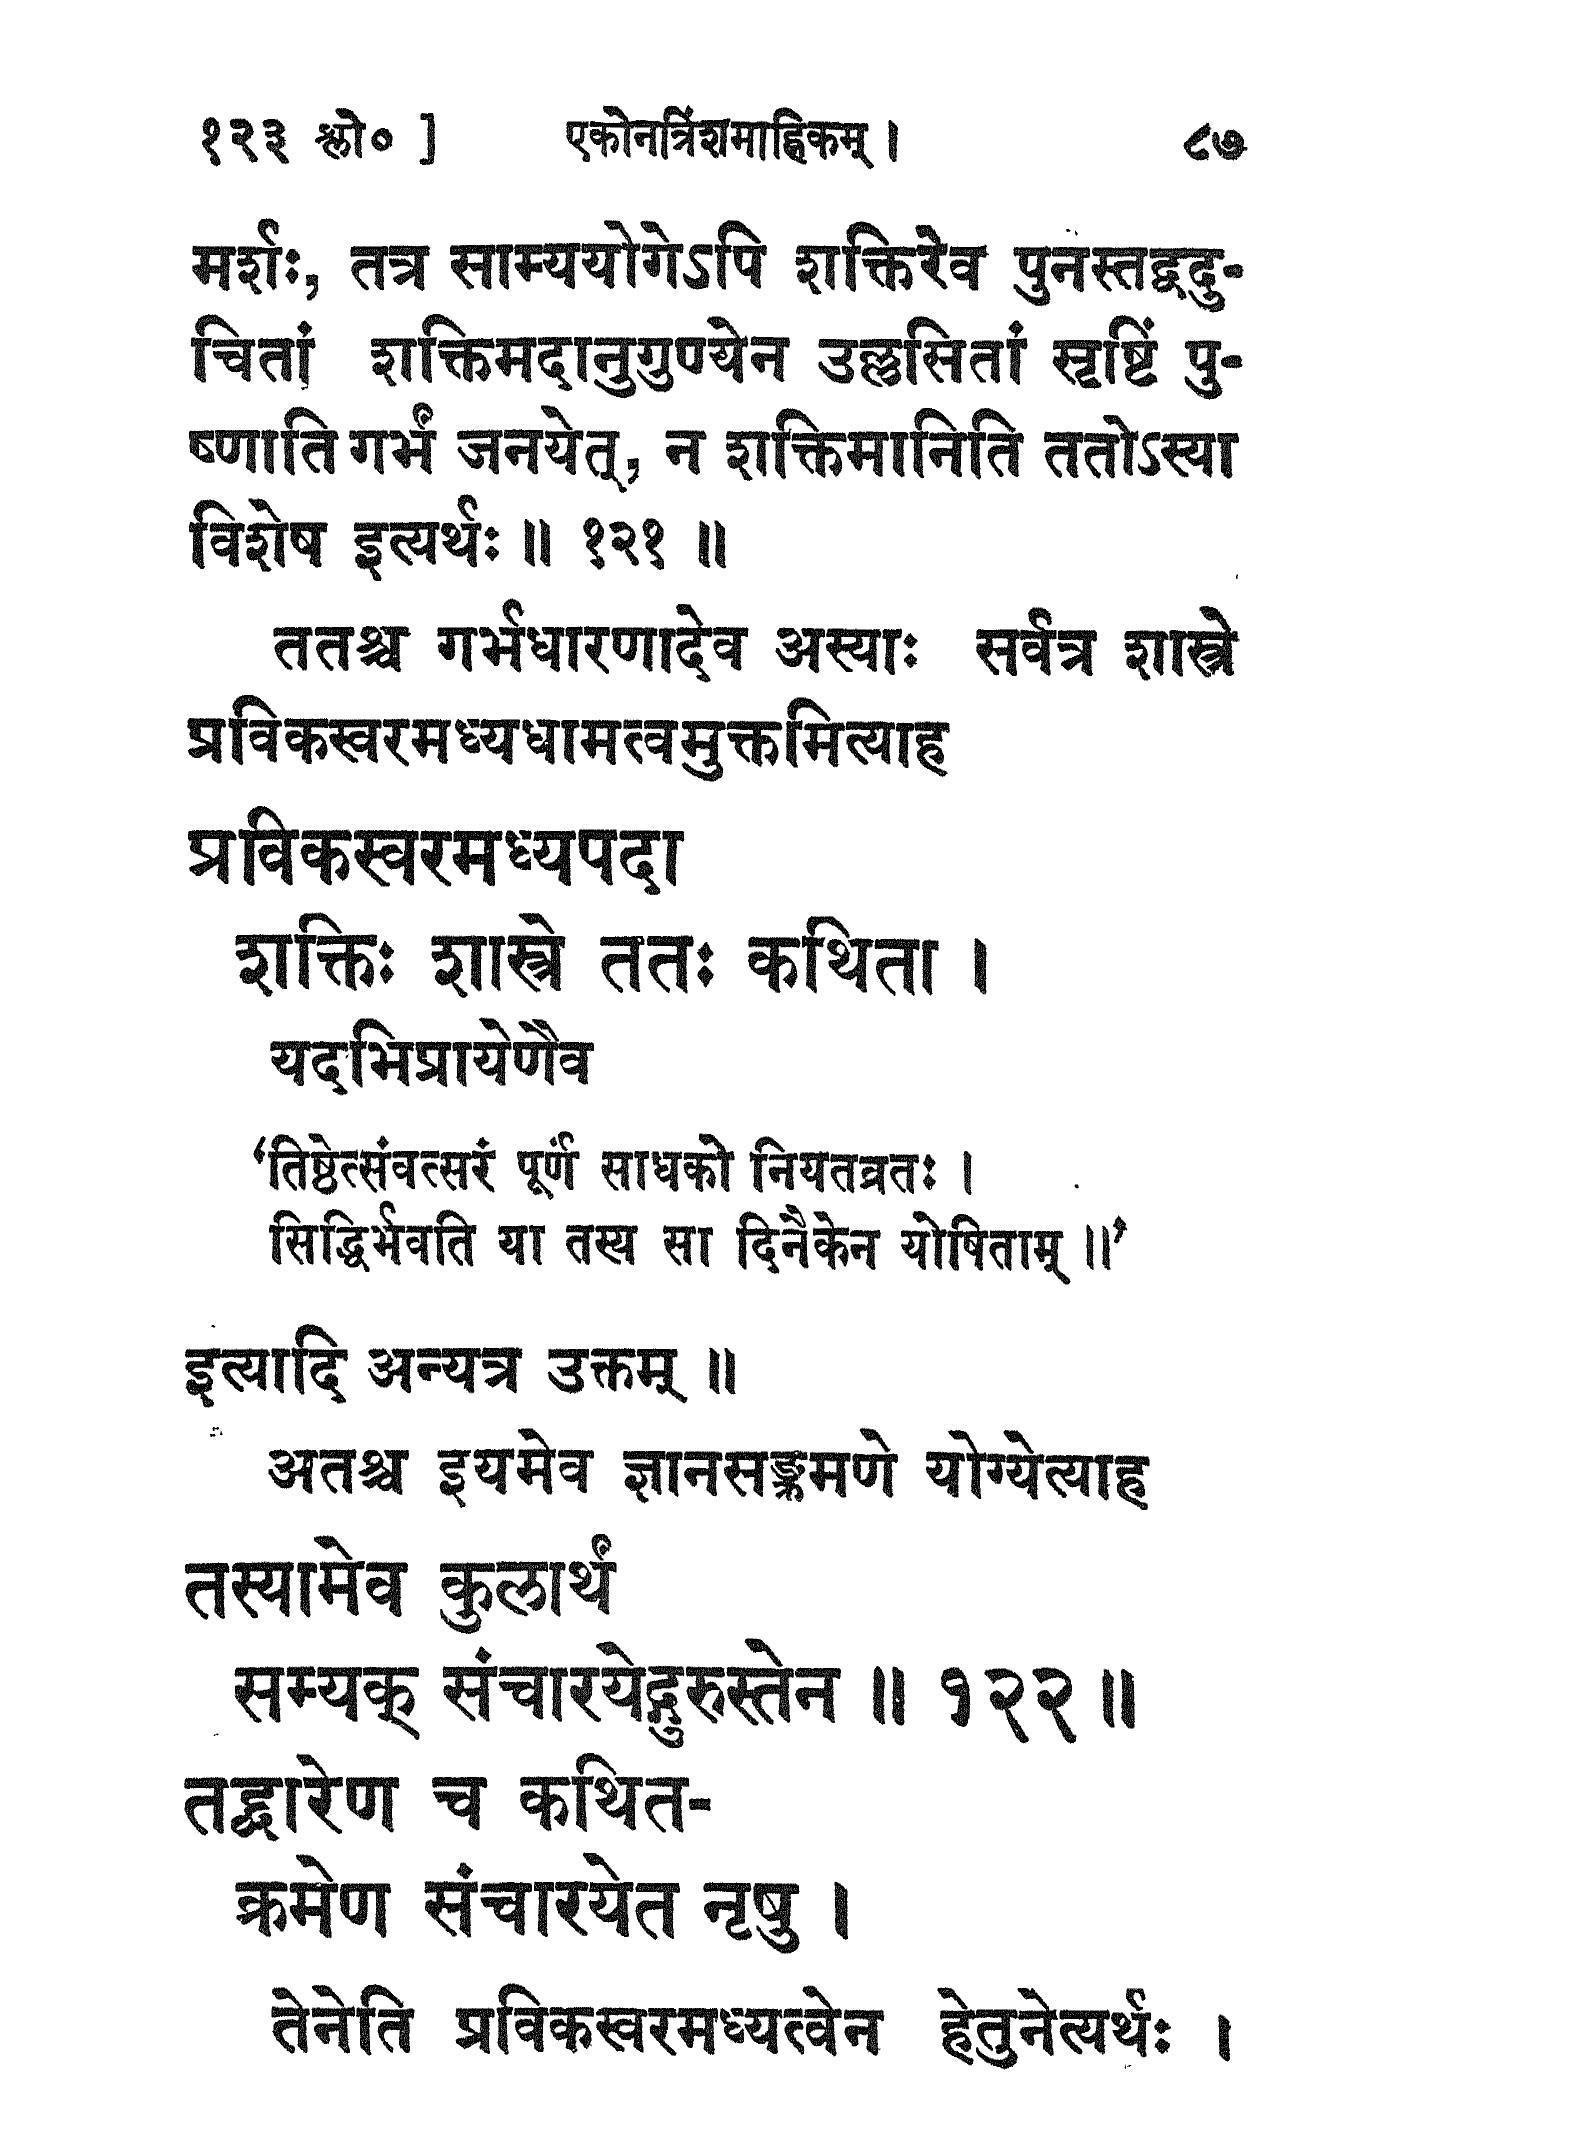 १२३ श्लो० ] एकोनत्रिंशमाह्निकम् । ८७
मर्शः, तत्र साम्ययोगेऽपि शक्तिरेव पुनस्तद्वदु-
चितां शक्तिमदानुगुण्येन उल्लसितां सृष्टिं पु-
ष्णाति गर्भं जनयेत्, न शक्तिमानिति ततोऽस्या
विशेष इत्यर्थः ॥ १२१ ॥
ततश्च गर्भधारणादेव अस्याः सर्वत्र शास्त्रे
प्रविकस्वरमध्यधामत्वमुक्तमित्याह
प्रविकस्वरमध्यपदा
शक्तिः शास्त्रे ततः कथिता ।
यदभिप्रायेणैव
‘तिष्ठेत्संवत्सरं पूर्णं साधको नियतव्रतः ।
सिद्धिर्भवति या तस्य सा दिनैकेन योषिताम् ॥’
इत्यादि अन्यत्र उक्तम् ॥
अतश्च इयमेव ज्ञानसङ्क्रमणे योग्येत्याह
तस्यामेव कुलार्थं
सम्यक् संचारयेद्गुरुस्तेन ॥ १२२ ॥
तद्द्वारेण च कथित-
क्रमेण संचारयेत नृषु ।
तेनेति प्रविकस्वरमध्यत्वेन हेतुनेत्यर्थः ।